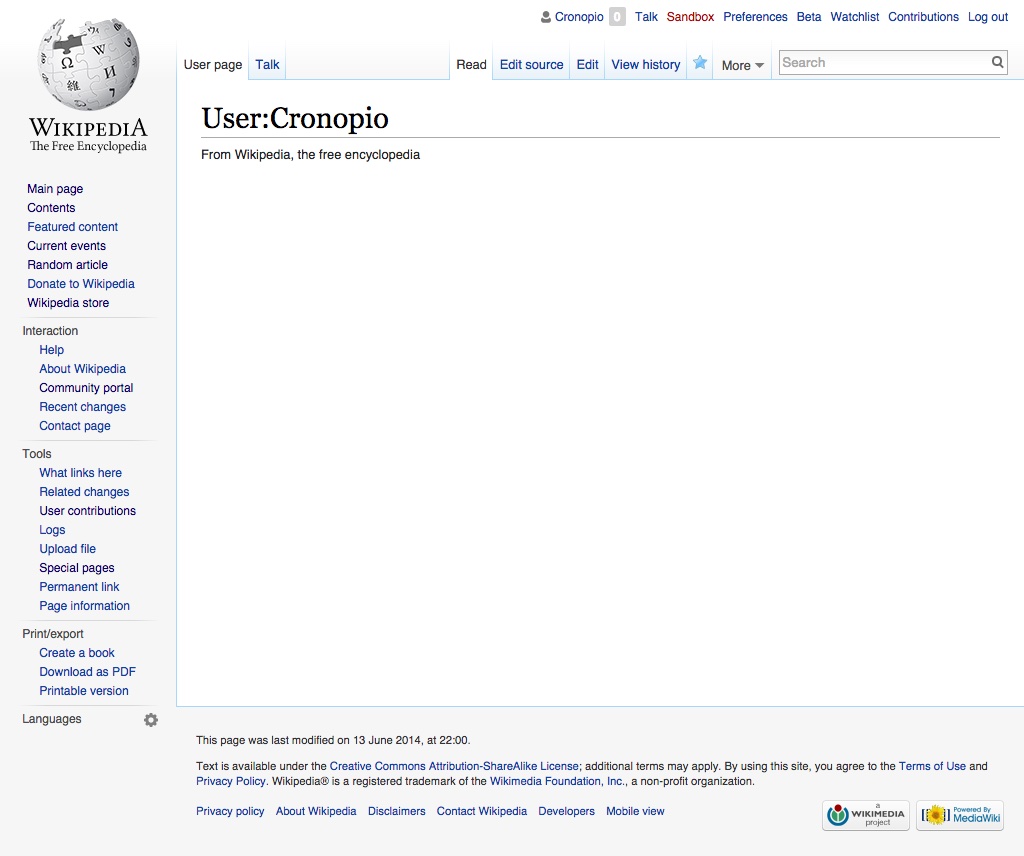 Cronopio 0 Talk Sandbox Preferences Beta Watchlist Contributions Log out
User page Talk Read Edit source Edit View history More Search
WIKIPEDIA
The Free Encyclopedia
User:Cronopio
From Wikipedia, the free encyclopedia
Main page
Contents
Featured content
Current events
Random article
Donate to Wikipedia
Wikipedia store
Interaction
Help
About Wikipedia
Community portal
Recent changes
Contact page
Tools
What links here
Related changes
User contributions
Logs
Upload file
Special pages
Permanent link
Page information
Print/export
Create a book
Download as PDF
Printable version
Languages
This page was last modified on 13 June 2014, at 22:00.
Text is available under the Creative Commons Attribution-ShareAlike License; additional terms may apply. By using this site, you agree to the Terms of Use and
Privacy Policy. Wikipedia® is a registered trademark of the Wikimedia Foundation, Inc., a non-profit organization.
Privacy policy About Wikipedia Disclaimers Contact Wikipedia Developers Mobile view
a
WIKIMEDIA
project
Powered By
MediaWiki